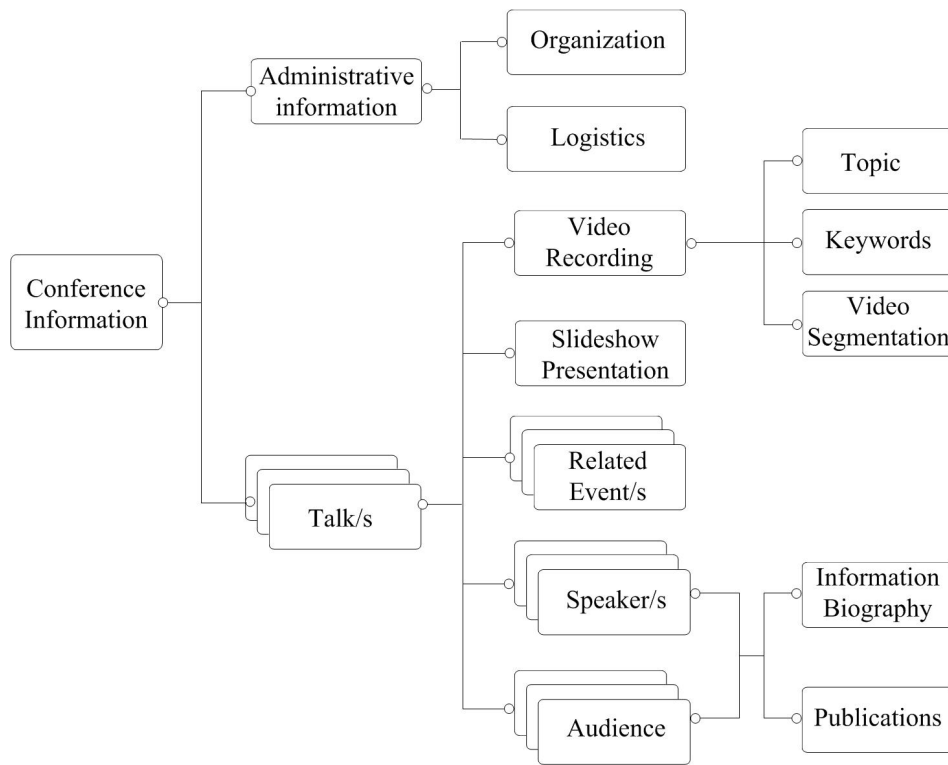 Organization
Administrative
information
Logistics
Topic
Video
Recording
Keywords
Conference
Information
Video
Segmentation
Slideshow
Presentation
Related
Event/s
Talk/s
Speaker/s
Information
Biography
Audience
Publications